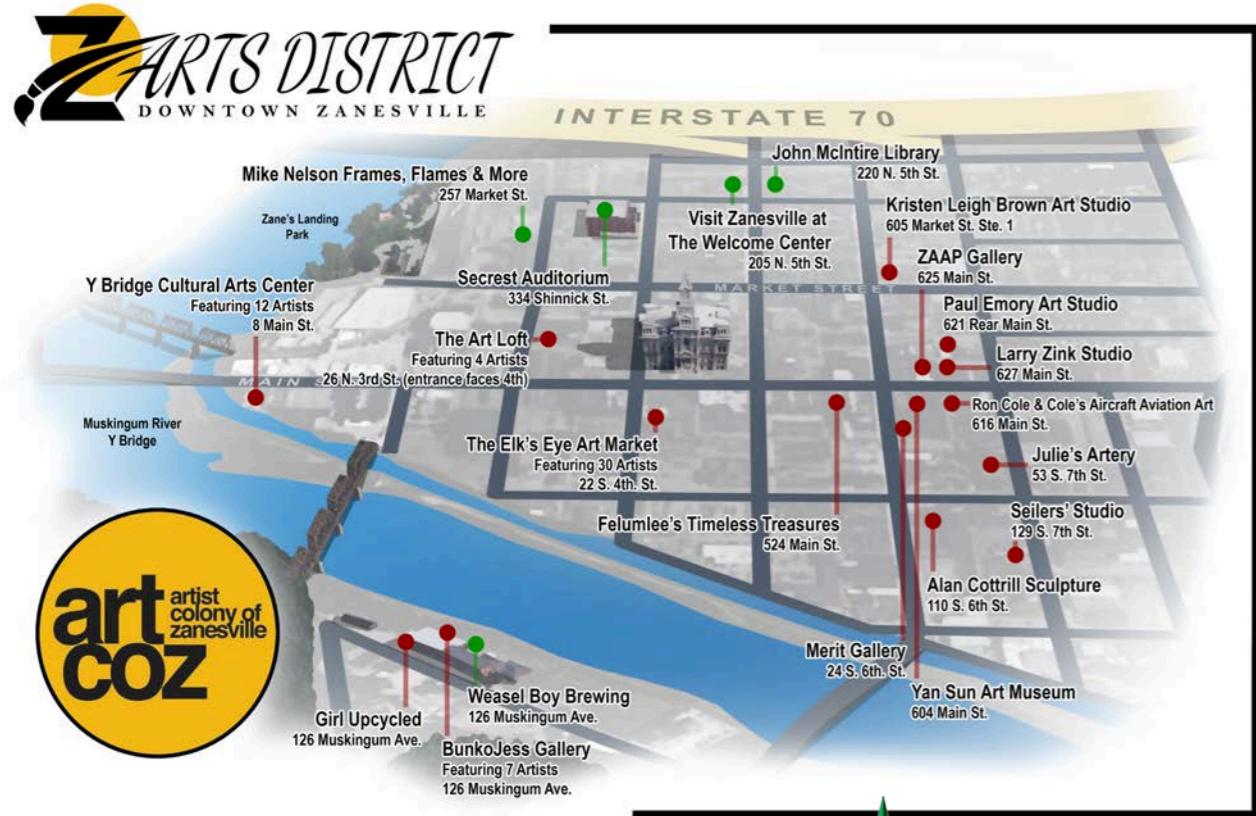 Z ARTS DISTRICT
DOWNTOWN ZANESVILLE
INTERSTATE 70
John McIntire Library
220 N. 5th St.
Mike Nelson Frames, Flames & More
257 Market St.
Zane's Landing
Park
Visit Zanesville at
The Welcome Center
205 N. 5th St.
Kristen Leigh Brown Art Studio
605 Market St. Ste. 1
Secrest Auditorium
334 Shinnick St.
ZAAP Gallery
625 Main St.
MARKET STREET
Y Bridge Cultural Arts Center
Featuring 12 Artists
8 Main St.
Paul Emory Art Studio
621 Rear Main St.
The Art Loft
Featuring 4 Artists
26 N. 3rd St. (entrance faces 4th)
Larry Zink Studio
627 Main St.
MAIN S
Ron Cole & Cole's Aircraft Aviation Art
616 Main St.
Muskingum River
Y Bridge
The Elk's Eye Art Market
Featuring 30 Artists
22 S. 4th. St.
Julie's Artery
53 S. 7th St.
Felumlee's Timeless Treasures
524 Main St.
Seilers' Studio
129 S. 7th St.
Alan Cottrill Sculpture
110 S. 6th St.
art
coz
artist
colony of
zanesville
Merit Gallery
24 S. 6th. St.
Yan Sun Art Museum
604 Main St.
Weasel Boy Brewing
126 Muskingum Ave.
Girl Upcycled
126 Muskingum Ave.
BunkoJess Gallery
Featuring 7 Artists
126 Muskingum Ave.